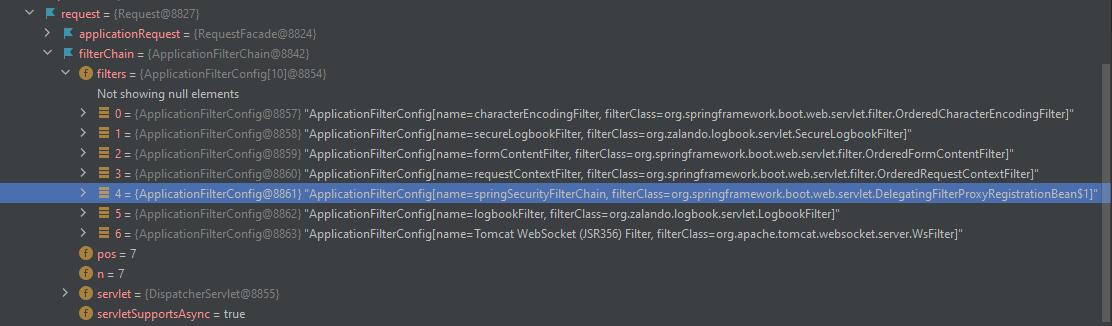 request = {Request@8827}
applicationRequest = {RequestFacade@8824}
filterChain = {ApplicationFilterChain@8842}
filters = {ApplicationFilterConfig[10]@8854}
Not showing null elements
0 = {ApplicationFilterConfig@8857} "ApplicationFilterConfig[name=characterEncodingFilter, filterClass=org.springframework.boot.web.servlet.filter.OrderedCharacterEncodingFilter]"
1 = {ApplicationFilterConfig@8858} "ApplicationFilterConfig[name=secureLogbookFilter, filterClass=org.zalando.logbook.servlet.SecureLogbookFilter]"
2 = {ApplicationFilterConfig@8859} "ApplicationFilterConfig[name=formContentFilter, filterClass=org.springframework.boot.web.servlet.filter.OrderedFormContentFilter]"
3 = {ApplicationFilterConfig@8860} "ApplicationFilterConfig[name=requestContextFilter, filterClass=org.springframework.boot.web.servlet.filter.OrderedRequestContextFilter]"
4 = {ApplicationFilterConfig@8861} "ApplicationFilterConfig[name=springSecurityFilterChain, filterClass=org.springframework.boot.web.servlet.DelegatingFilterProxyRegistrationBean$1]"
5 = {ApplicationFilterConfig@8862} "ApplicationFilterConfig[name=logbookFilter, filterClass=org.zalando.logbook.servlet.LogbookFilter]"
6 = {ApplicationFilterConfig@8863} "ApplicationFilterConfig[name=Tomcat WebSocket (JSR356) Filter, filterClass=org.apache.tomcat.websocket.server.WsFilter]"
f pos = 7
f n = 7
f servlet = {DispatcherServlet@8855}
f servletSupportsAsync = true